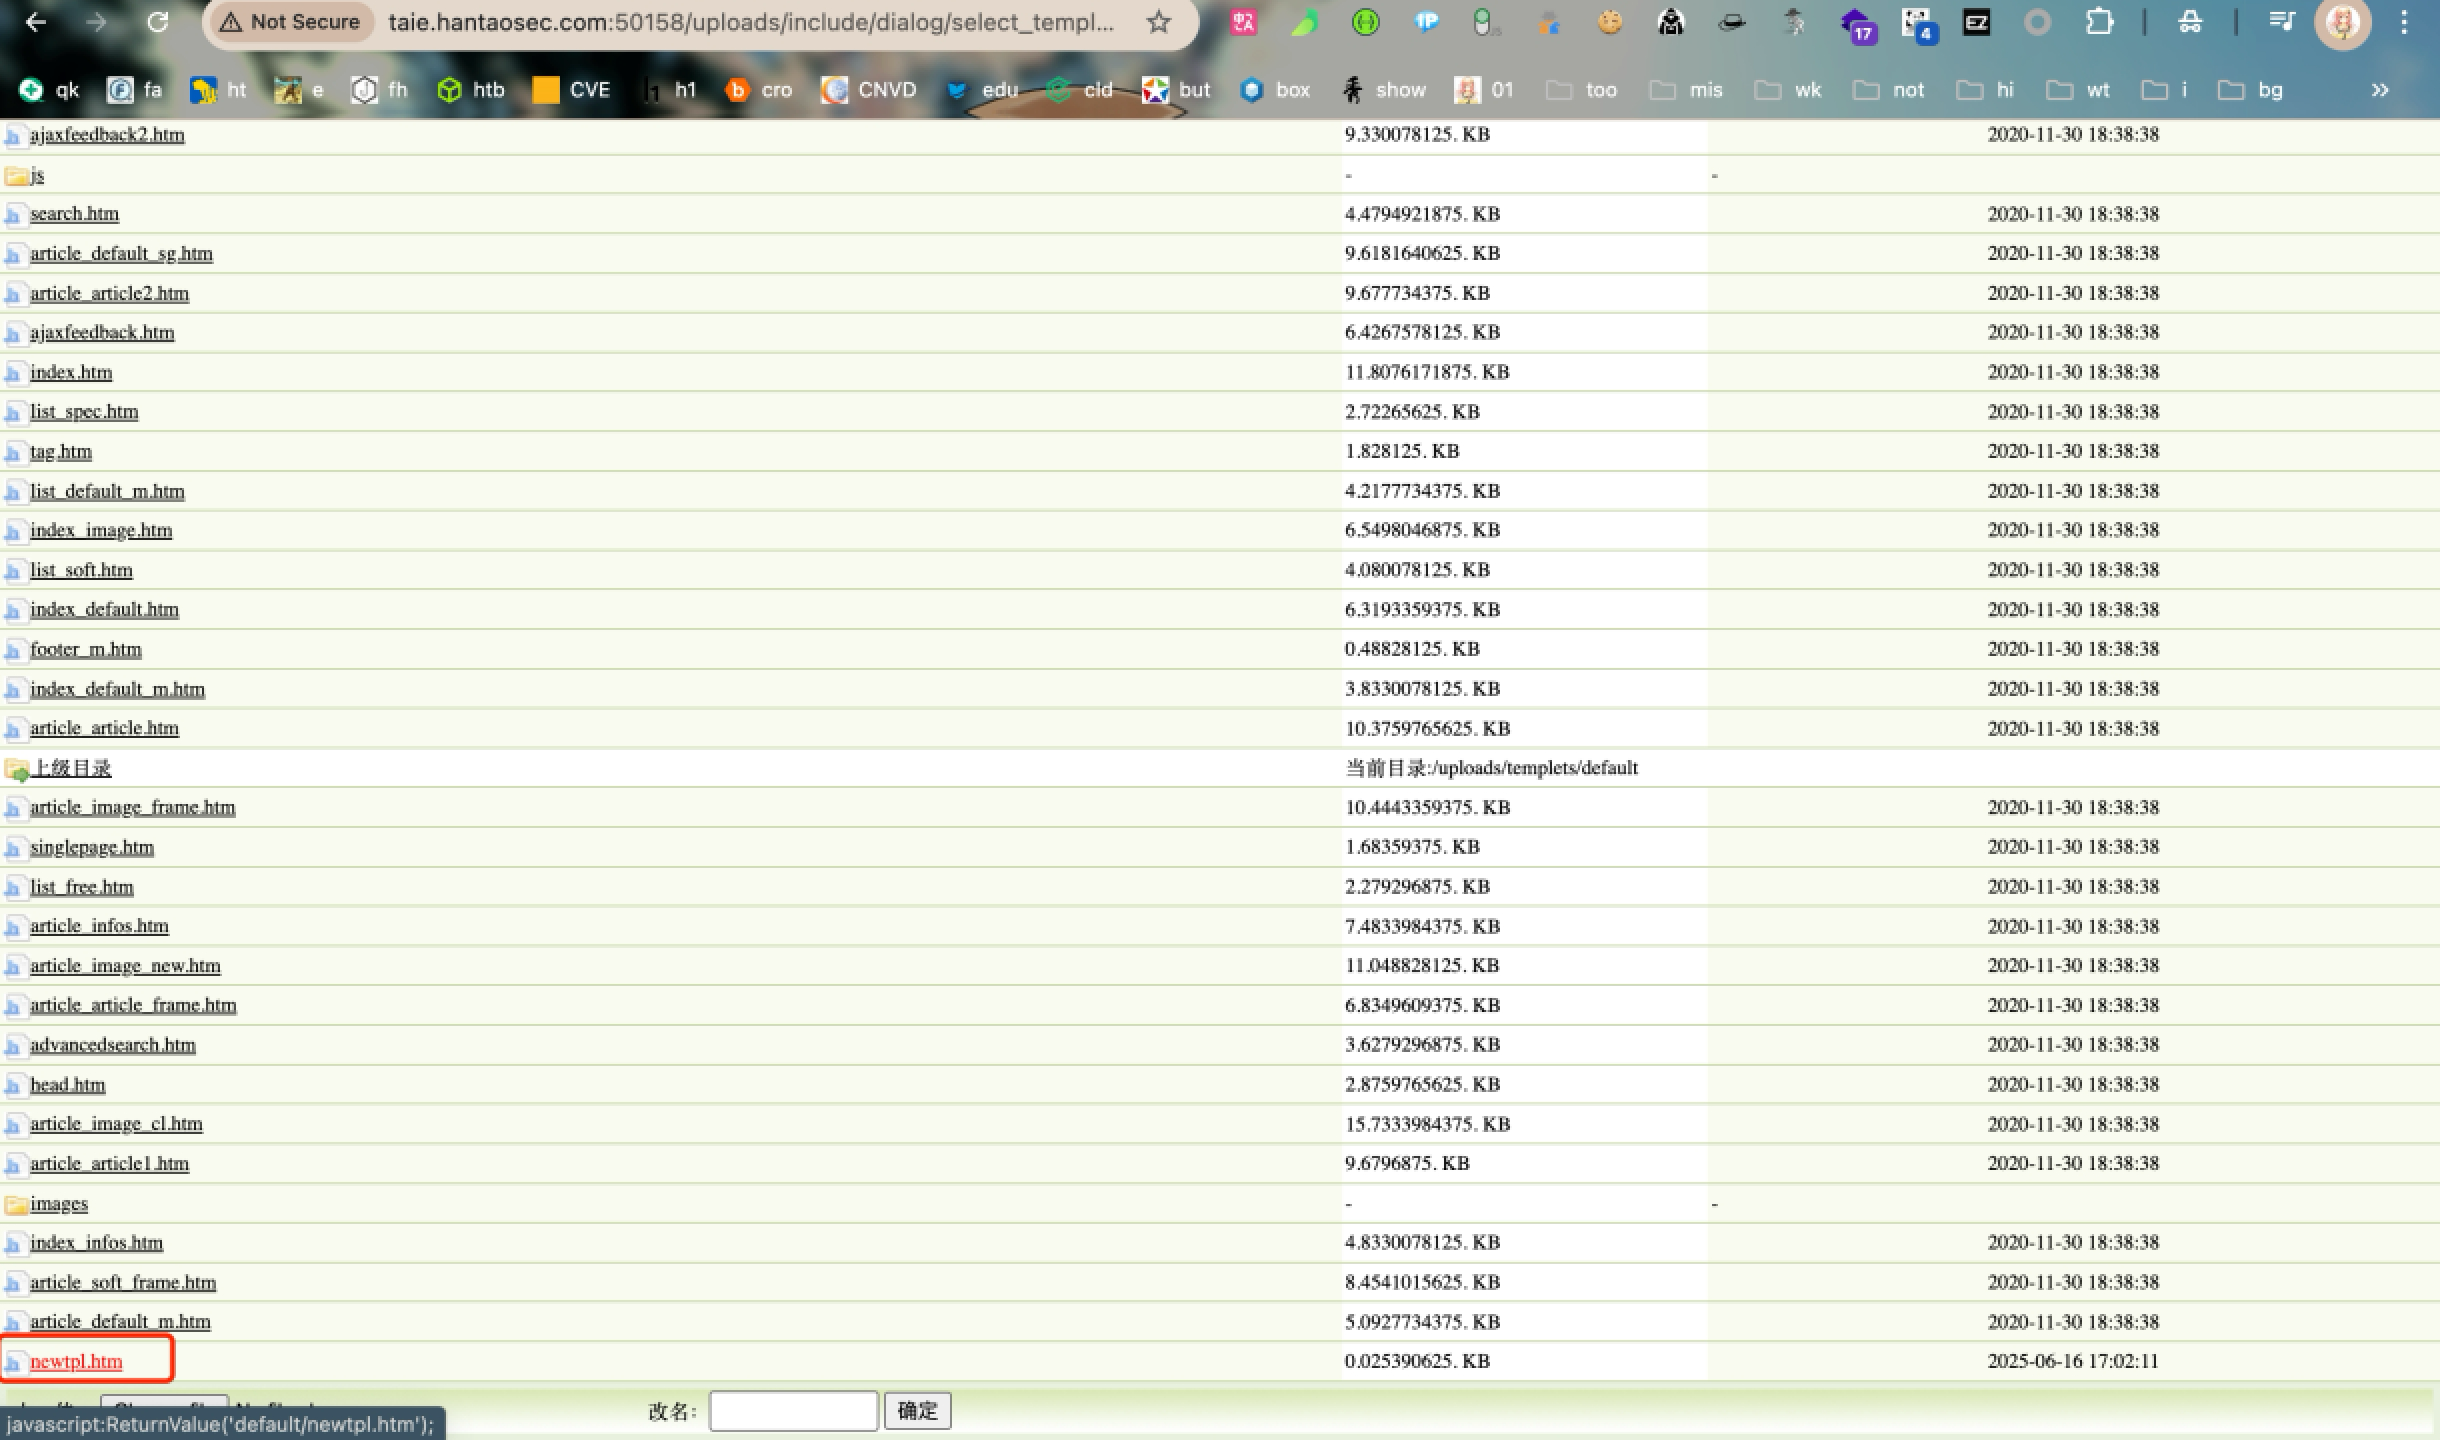 Not Secure taie.hantaosec.com:50158/uploads/include/dialog/select_templ...
17 4 EZ
qk fa ht e fh htb CVE h1 cro CNVD edu cld but box show 01 too mis wk not hi wt i bg »
ajaxfeedback2.htm 9.330078125. KB 2020-11-30 18:38:38
js - -
search.htm 4.4794921875. KB 2020-11-30 18:38:38
article_default_sg.htm 9.6181640625. KB 2020-11-30 18:38:38
article_article2.htm 9.677734375. KB 2020-11-30 18:38:38
ajaxfeedback.htm 6.4267578125. KB 2020-11-30 18:38:38
index.htm 11.8076171875. KB 2020-11-30 18:38:38
list_spec.htm 2.72265625. KB 2020-11-30 18:38:38
tag.htm 1.828125. KB 2020-11-30 18:38:38
list_default_m.htm 4.2177734375. KB 2020-11-30 18:38:38
index_image.htm 6.5498046875. KB 2020-11-30 18:38:38
list_soft.htm 4.080078125. KB 2020-11-30 18:38:38
index_default.htm 6.3193359375. KB 2020-11-30 18:38:38
footer_m.htm 0.48828125. KB 2020-11-30 18:38:38
index_default_m.htm 3.8330078125. KB 2020-11-30 18:38:38
article_article.htm 10.3759765625. KB 2020-11-30 18:38:38
上级目录 当前目录:/uploads/templets/default
article_image_frame.htm 10.4443359375. KB 2020-11-30 18:38:38
singlepage.htm 1.68359375. KB 2020-11-30 18:38:38
list_free.htm 2.279296875. KB 2020-11-30 18:38:38
article_infos.htm 7.4833984375. KB 2020-11-30 18:38:38
article_image_new.htm 11.048828125. KB 2020-11-30 18:38:38
article_article_frame.htm 6.8349609375. KB 2020-11-30 18:38:38
advancedsearch.htm 3.6279296875. KB 2020-11-30 18:38:38
head.htm 2.8759765625. KB 2020-11-30 18:38:38
article_image_cl.htm 15.7333984375. KB 2020-11-30 18:38:38
article_article1.htm 9.6796875. KB 2020-11-30 18:38:38
images - -
index_infos.htm 4.8330078125. KB 2020-11-30 18:38:38
article_soft_frame.htm 8.4541015625. KB 2020-11-30 18:38:38
article_default_m.htm 5.0927734375. KB 2020-11-30 18:38:38
newtpl.htm 0.025390625. KB 2025-06-16 17:02:11
改名: 确定
javascript:ReturnValue('default/newtpl.htm');